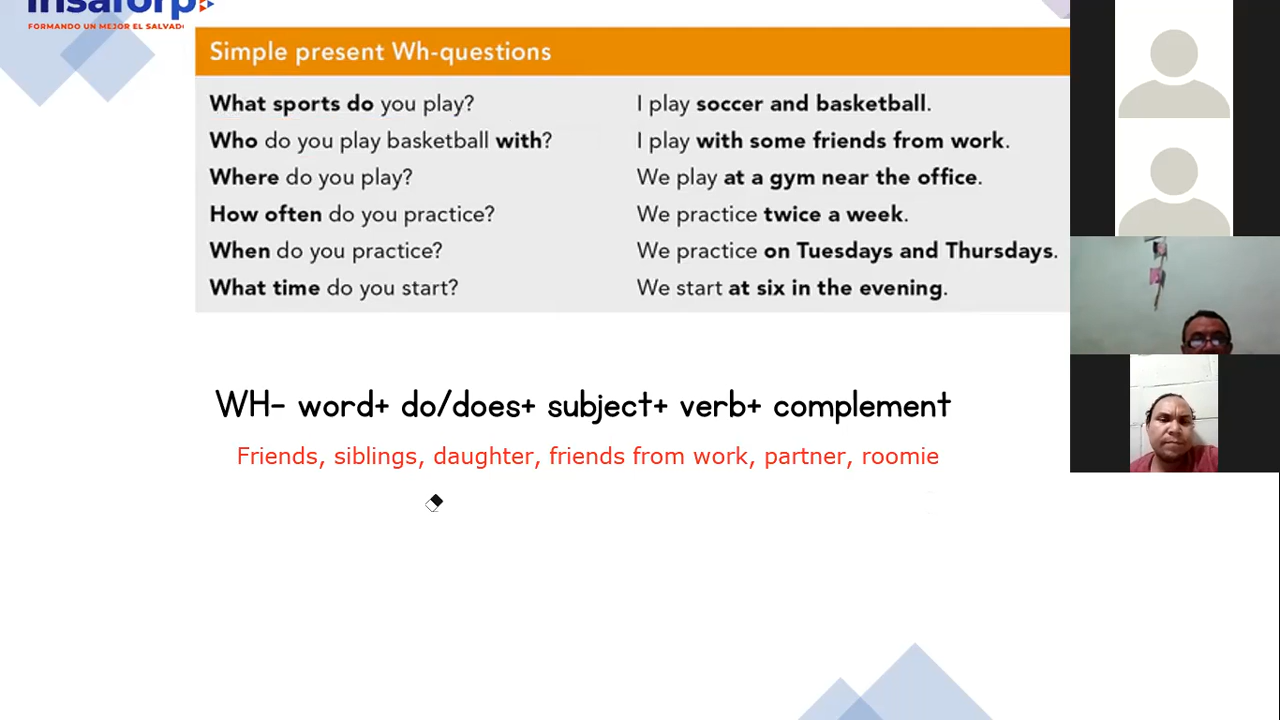 Insaforp
FORMANDO UN MEJOR EL SALVADOR
Simple present Wh-questions
What sports do you play? I play soccer and basketball.
Who do you play basketball with? I play with some friends from work.
Where do you play? We play at a gym near the office.
How often do you practice? We practice twice a week.
When do you practice? We practice on Tuesdays and Thursdays.
What time do you start? We start at six in the evening.
WH- word+ do/does+ subject+ verb+ complement
Friends, siblings, daughter, friends from work, partner, roomie